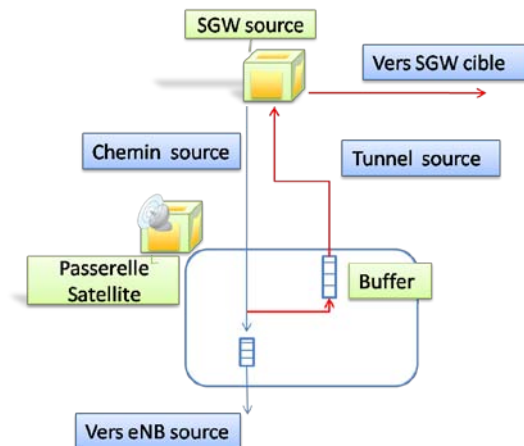 SGW source
Vers SGW cible
Chemin source
Tunnel source
Passerelle
Satellite
Buffer
Vers eNB source